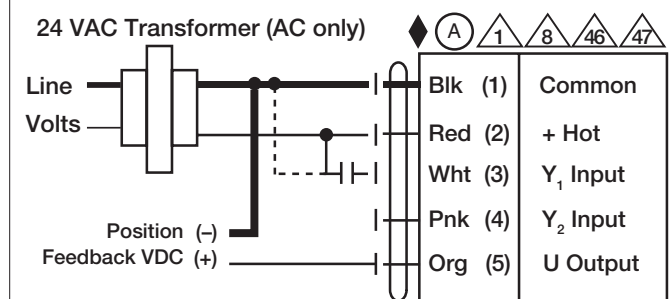 24 VAC Transformer (AC only)
A 1 8 46 47
Line
Volts
Blk (1) Common
Red (2) + Hot
Wht (3) Y₁ Input
Pnk (4) Y₂ Input
Org (5) U Output
Position (–)
Feedback VDC (+)